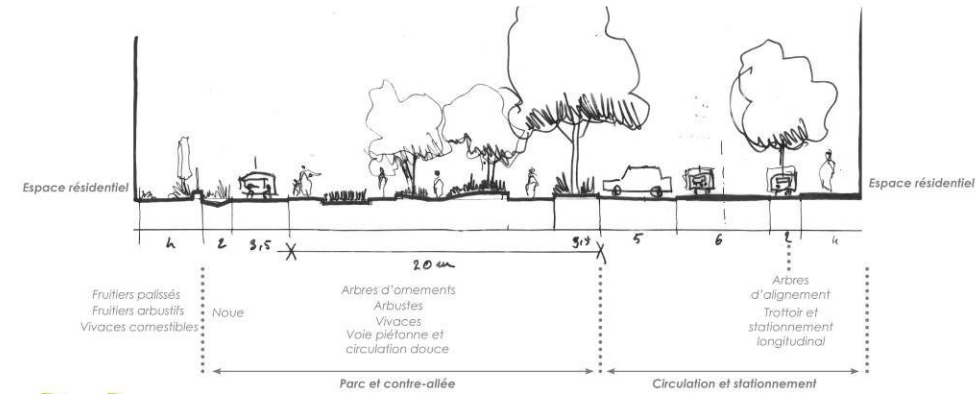 Espace résidentiel
Espace résidentiel
4
2
3,5
20 m
3,5
5
6
2
4
Fruitiers palissés
Fruitiers arbustifs
Vivaces comestibles
Noue
Arbres d'ornements
Arbustes
Vivaces
Voie piétonne et
circulation douce
Arbres
d'alignement
Trottoir et
stationnement
longitudinal
Parc et contre-allée
Circulation et stationnement